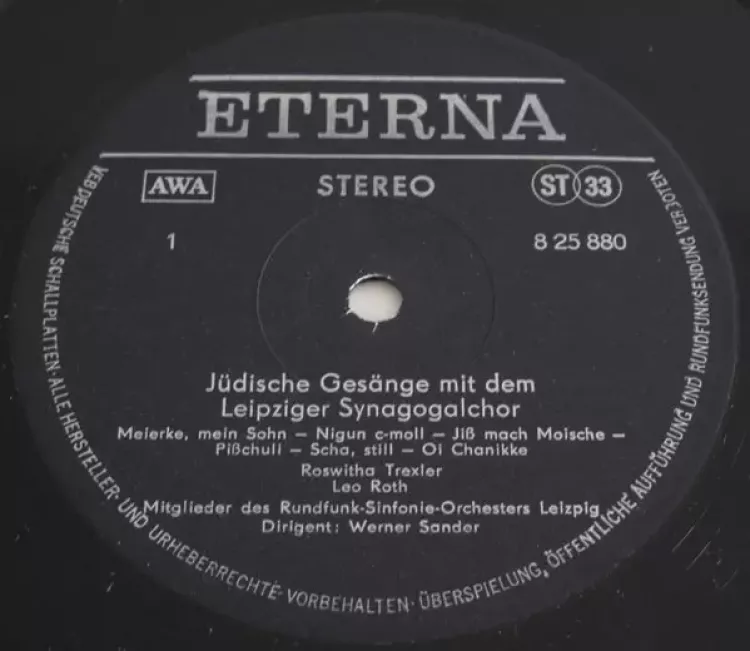 ETERNA
AWA
STEREO
ST 33
1
8 25 880
Jüdische Gesänge mit dem
Leipziger Synagogalchor
Meierke, mein Sohn – Nigun c-moll – Jiß mach Moische –
Pißchull – Scha, still – Oi Chanikke
Roswitha Trexler
Leo Roth
Mitglieder des Rundfunk-Sinfonie-Orchesters Leizpig
Dirigent: Werner Sander
VEB DEUTSCHE SCHALLPLATTEN · ALLE HERSTELLER- UND URHEBERRECHTE VORBEHALTEN · ÜBERSPIELUNG, ÖFFENTLICHE AUFFÜHRUNG UND RUNDFUNKSENDUNG VERBOTEN